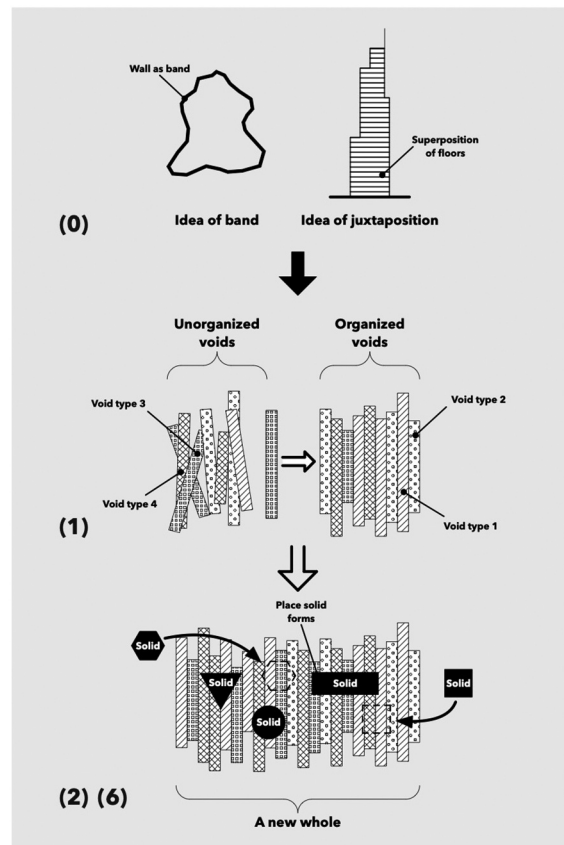 Wall as band
Superposition
of floors
Idea of band
Idea of juxtaposition
(0)
Unorganized
voids
Organized
voids
Void type 3
Void type 2
Void type 4
Void type 1
(1)
Place solid
forms
Solid
Solid
Solid
Solid
Solid
(2) (6)
A new whole